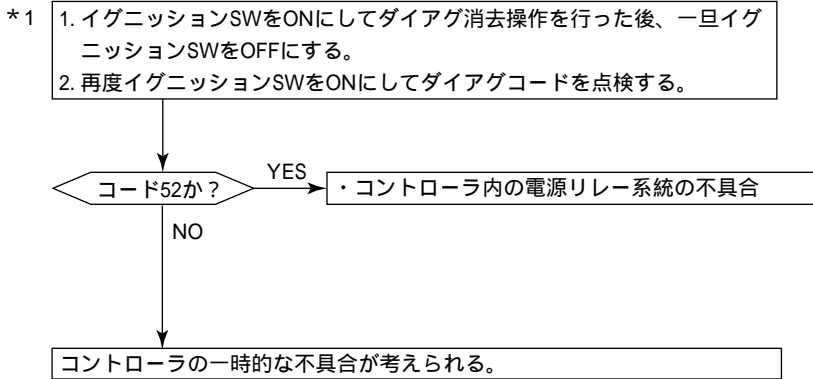 *1 1. イグニッションSWをONにしてダイアグ消去操作を行った後、一旦イグ
ニッションSWをOFFにする。
2. 再度イグニッションSWをONにしてダイアグコードを点検する。
コード52か？
YES
・コントローラ内の電源リレー系統の不具合
NO
コントローラの一時的な不具合が考えられる。